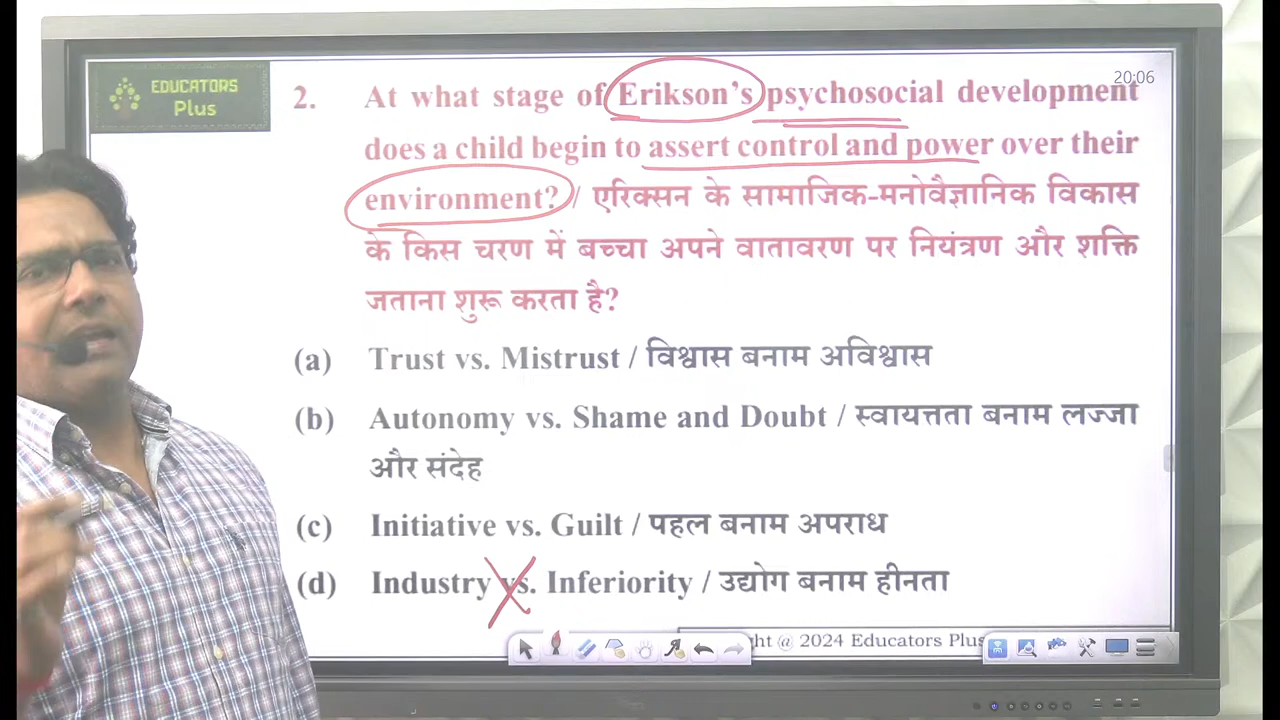 EDUCATORS
Plus
20:06
2. At what stage of Erikson's psychosocial development
does a child begin to assert control and power over their
environment? / एरिक्सन के सामाजिक-मनोवैज्ञानिक विकास
के किस चरण में बच्चा अपने वातावरण पर नियंत्रण और शक्ति
जताना शुरू करता है?
(a) Trust vs. Mistrust / विश्वास बनाम अविश्वास
(b) Autonomy vs. Shame and Doubt / स्वायत्तता बनाम लज्जा
और संदेह
(c) Initiative vs. Guilt / पहल बनाम अपराध
(d) Industry vs. Inferiority / उद्योग बनाम हीनता
@ 2024 Educators Plus